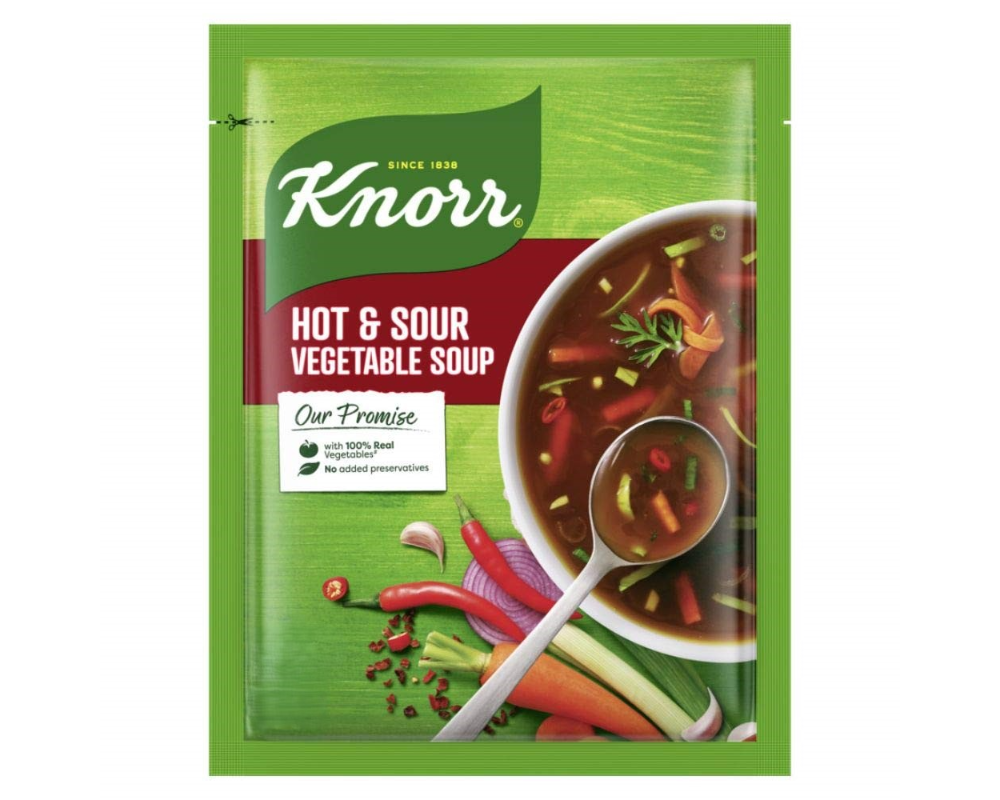 SINCE 1838
Knorr®
HOT & SOUR
VEGETABLE SOUP
Our Promise
with 100% Real
Vegetables#
No added preservatives